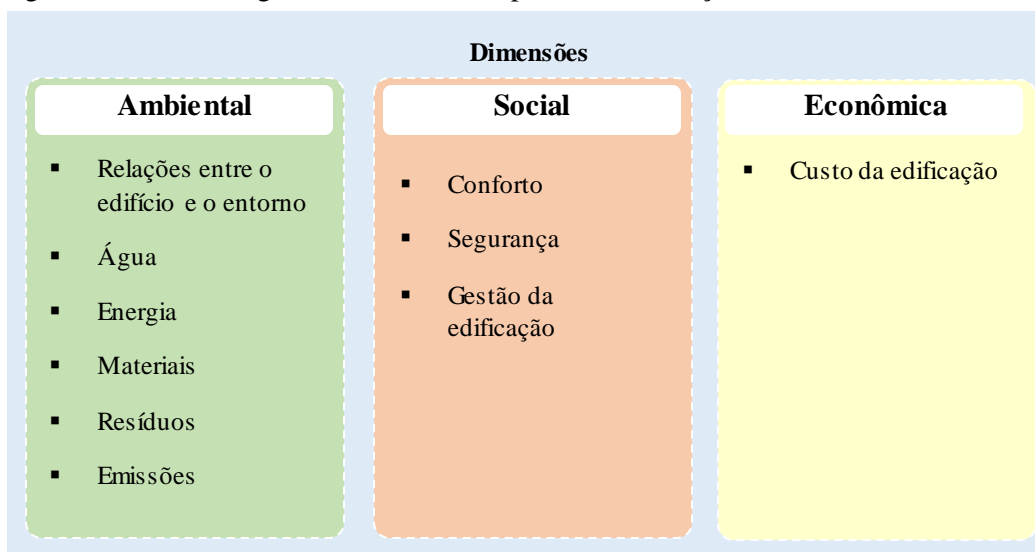 Dimensões
Ambiental
▪ Relações entre o
edifício e o entorno
▪ Água
▪ Energia
▪ Materiais
▪ Resíduos
▪ Emissões
Social
▪ Conforto
▪ Segurança
▪ Gestão da
edificação
Econômica
▪ Custo da edificação